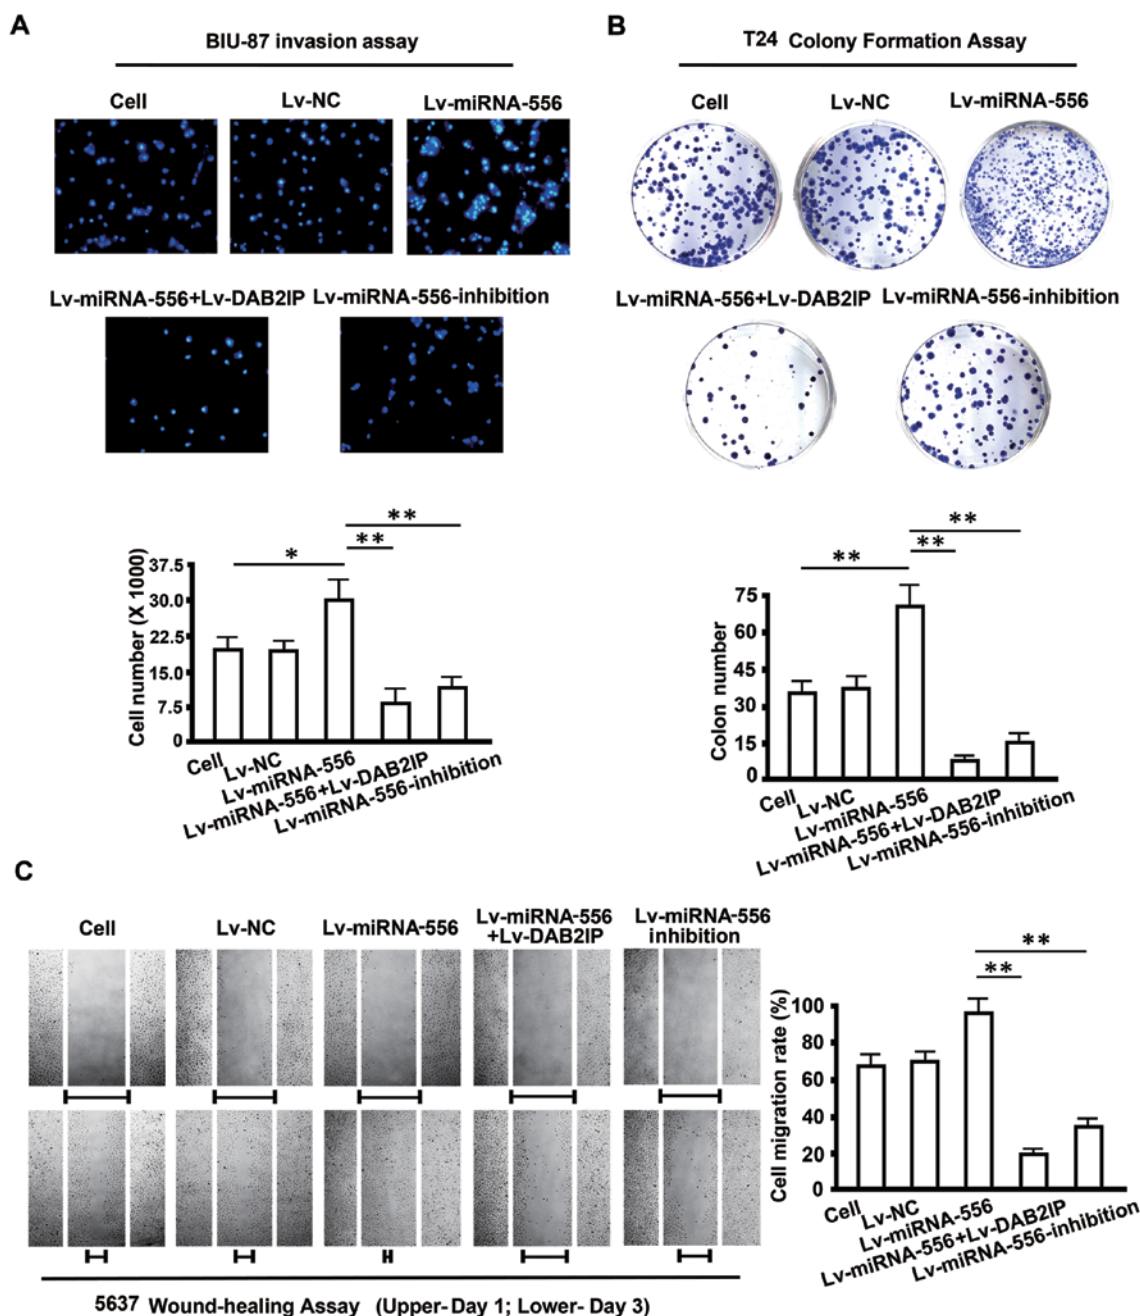 A
BIU-87 invasion assay
Cell Lv-NC Lv-miRNA-556
Lv-miRNA-556+Lv-DAB2IP Lv-miRNA-556-inhibition
Cell number (X 1000)
37.5
30.0
22.5
15.0
7.5
0
* ** **
Cell
Lv-NC
Lv-miRNA-556
Lv-miRNA-556+Lv-DAB2IP
Lv-miRNA-556-inhibition
B
T24 Colony Formation Assay
Cell Lv-NC Lv-miRNA-556
Lv-miRNA-556+Lv-DAB2IP Lv-miRNA-556-inhibition
Colon number
75
60
45
30
15
0
** ** **
Cell
Lv-NC
Lv-miRNA-556
Lv-miRNA-556+Lv-DAB2IP
Lv-miRNA-556-inhibition
C
Cell Lv-NC Lv-miRNA-556 Lv-miRNA-556 Lv-miRNA-556
+Lv-DAB2IP inhibition
5637 Wound-healing Assay (Upper- Day 1; Lower- Day 3)
Cell migration rate (%)
100
80
60
40
20
0
** **
Cell
Lv-NC
Lv-miRNA-556
Lv-miRNA-556+Lv-DAB2IP
Lv-miRNA-556-inhibition